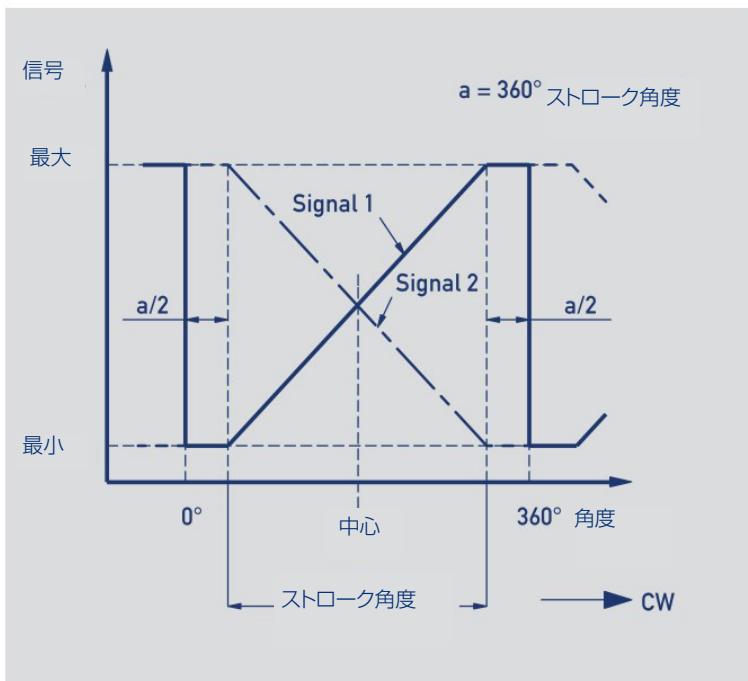 信号
a = 360° ストローク角度
最大
Signal 1
Signal 2
a/2
a/2
最小
0°
中心
360° 角度
ストローク角度
CW